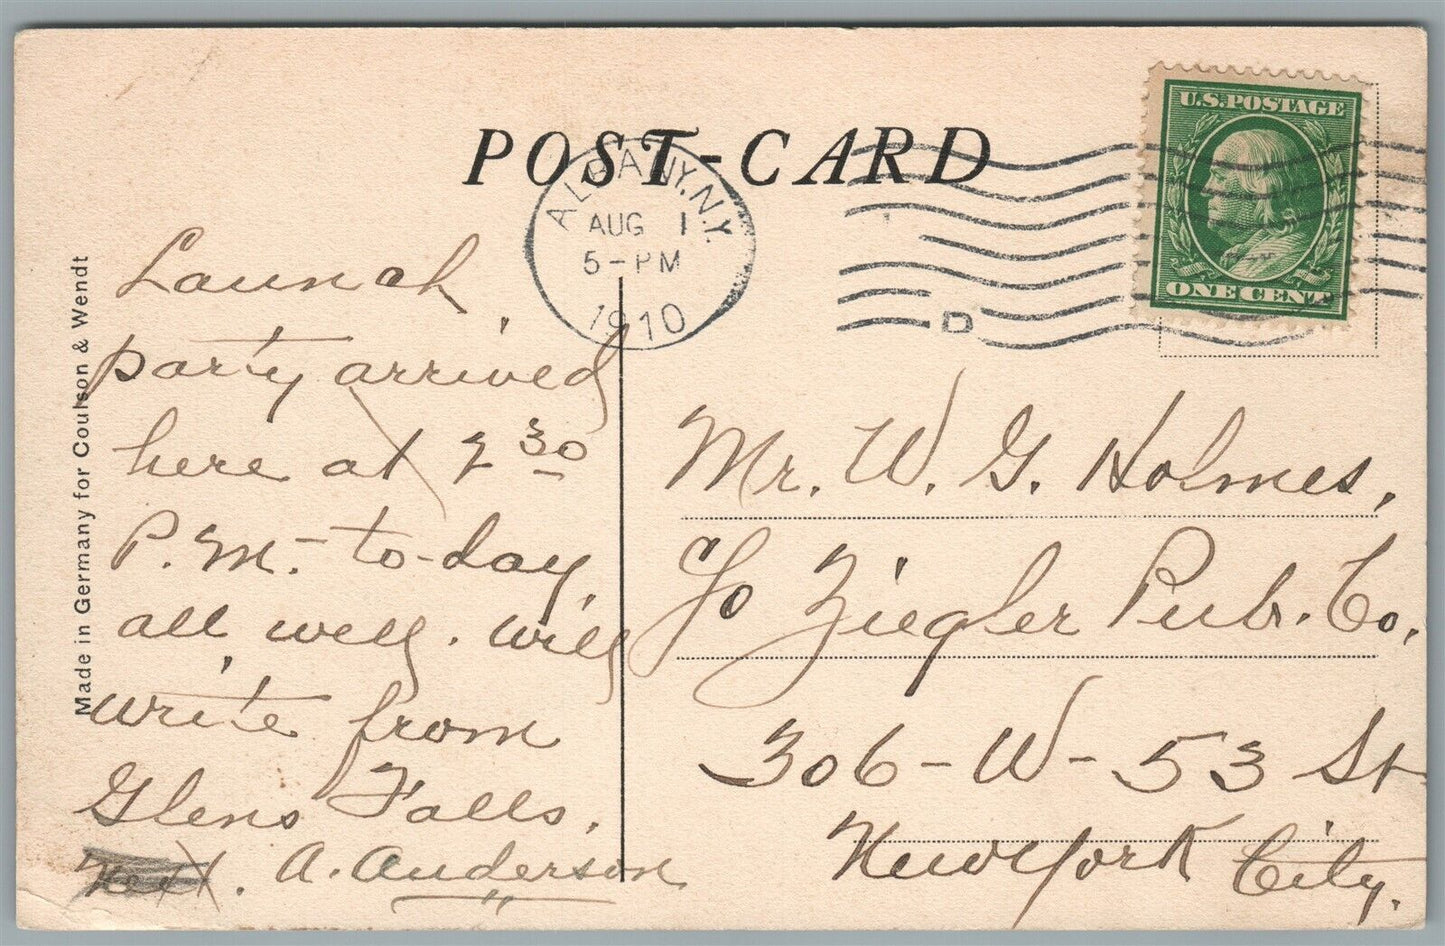 POST-CARD
ALBANY, N.Y.
AUG 1
5-PM
1910
D
U.S. POSTAGE
ONE CENT
Made in Germany for Coulson & Wendt
Launch
party arrived
here at 2 30
P.M. - to-day,
all well. will
write from
Glens Falls.
A. Anderson
Mr. W. G. Holmes,
c/o Ziegler Pub. Co.
306 - W - 53 St
New York City.